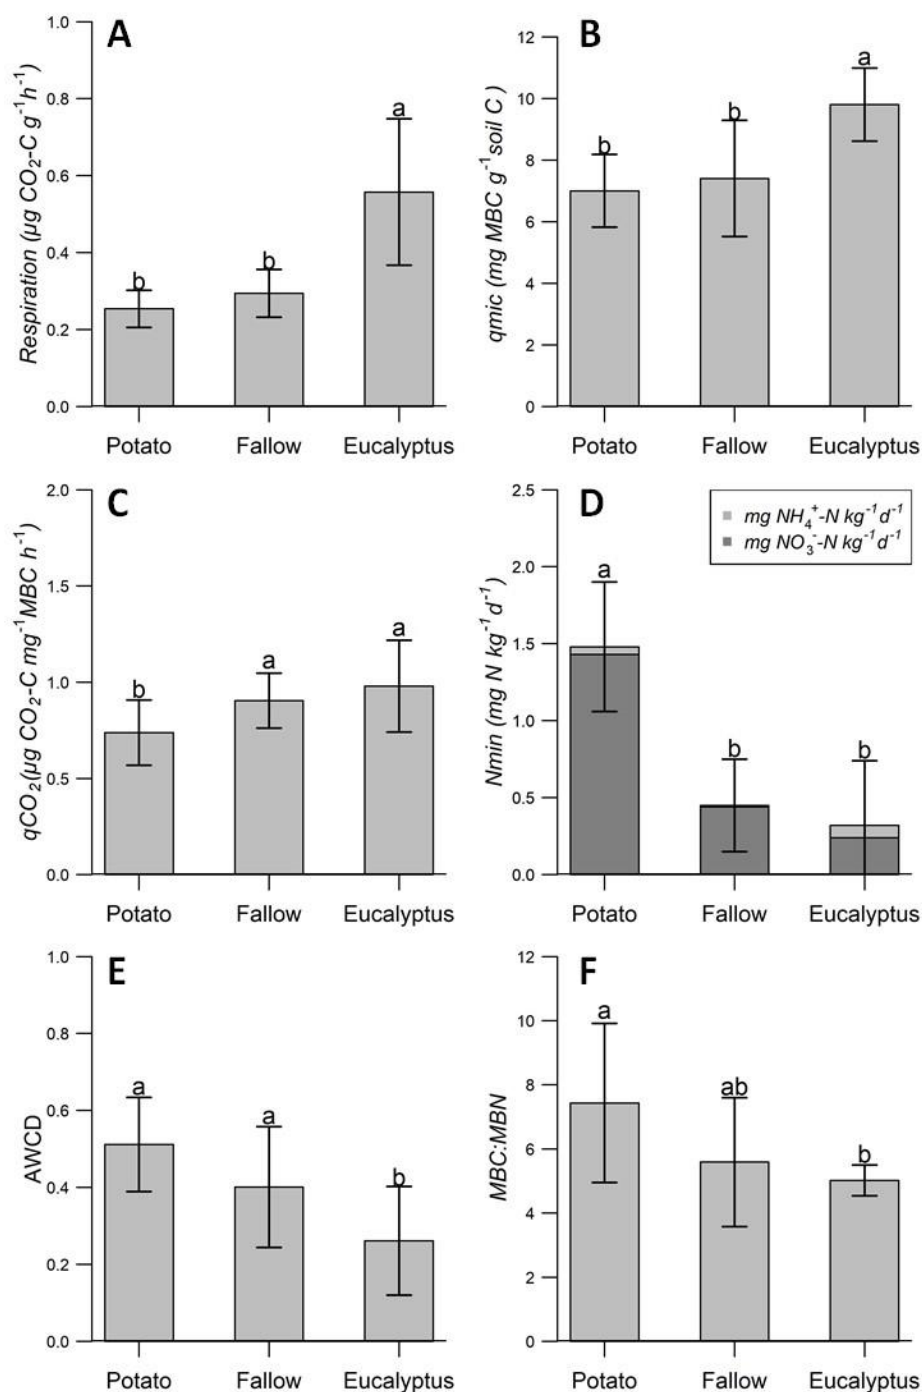 A
Respiration (µg CO₂-C g⁻¹h⁻¹)
1.0
0.8
0.6
0.4
0.2
0.0
b
b
a
Potato Fallow Eucalyptus
B
qmic (mg MBC g⁻¹soil C)
12
10
8
6
4
2
0
b
b
a
Potato Fallow Eucalyptus
C
qCO₂(µg CO₂-C mg⁻¹MBC h⁻¹)
2.0
1.5
1.0
0.5
0.0
b
a
a
Potato Fallow Eucalyptus
D
Nmin (mg N kg⁻¹d⁻¹)
2.5
2.0
1.5
1.0
0.5
0.0
mg NH₄⁺-N kg⁻¹d⁻¹
mg NO₃⁻-N kg⁻¹d⁻¹
a
b
b
Potato Fallow Eucalyptus
E
AWCD
1.0
0.8
0.6
0.4
0.2
0.0
a
a
b
Potato Fallow Eucalyptus
F
MBC:MBN
12
10
8
6
4
2
0
a
ab
b
Potato Fallow Eucalyptus